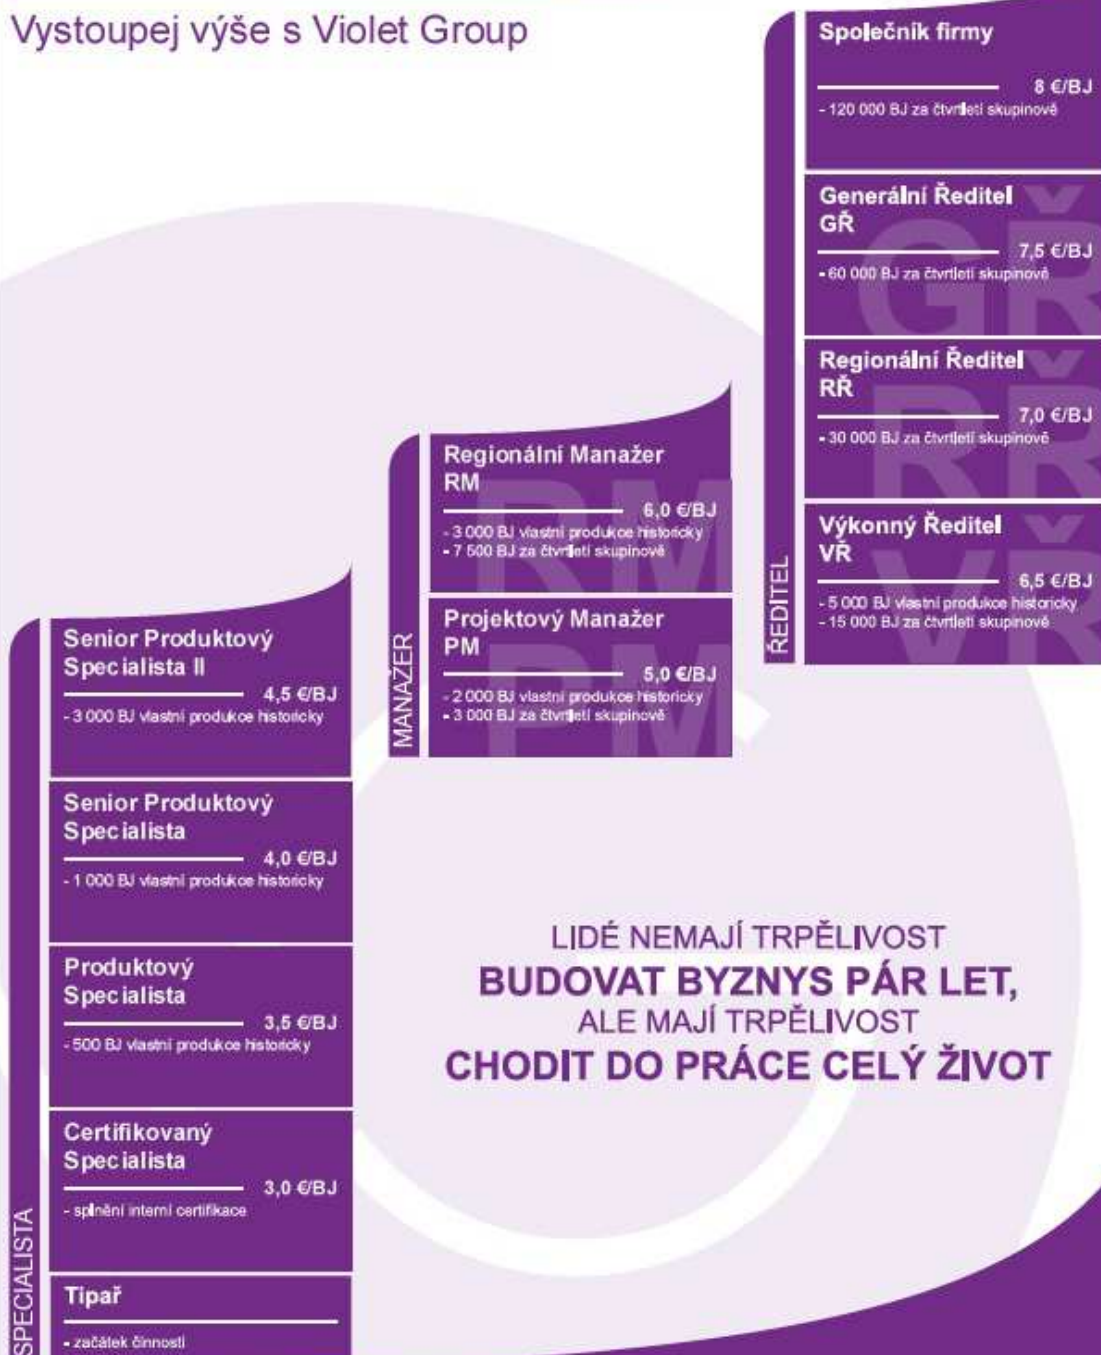 Vystoupej výše s Violet Group
Společník firmy
8 €/BJ
- 120 000 BJ za čtvrtletí skupinově
Generální Ředitel
GŘ
7,5 €/BJ
- 60 000 BJ za čtvrtletí skupinově
GŘ
Regionální Ředitel
RŘ
7,0 €/BJ
- 30 000 BJ za čtvrtletí skupinově
RŘ
Výkonný Ředitel
VŘ
6,5 €/BJ
- 5 000 BJ vlastní produkce historicky
- 15 000 BJ za čtvrtletí skupinově
VŘ
ŘEDITEL
Regionální Manažer
RM
6,0 €/BJ
- 3 000 BJ vlastní produkce historicky
- 7 500 BJ za čtvrtletí skupinově
RM
Projektový Manažer
PM
5,0 €/BJ
- 2 000 BJ vlastní produkce historicky
- 3 000 BJ za čtvrtletí skupinově
PM
MANAŽER
Senior Produktový
Specialista II
4,5 €/BJ
- 3 000 BJ vlastní produkce historicky
Senior Produktový
Specialista
4,0 €/BJ
- 1 000 BJ vlastní produkce historicky
Produktový
Specialista
3,5 €/BJ
- 500 BJ vlastní produkce historicky
Certifikovaný
Specialista
3,0 €/BJ
- splnění interní certifikace
Tipař
- začátek činnosti
SPECIALISTA
LIDÉ NEMAJÍ TRPĚLIVOST
BUDOVAT BYZNYS PÁR LET,
ALE MAJÍ TRPĚLIVOST
CHODIT DO PRÁCE CELÝ ŽIVOT